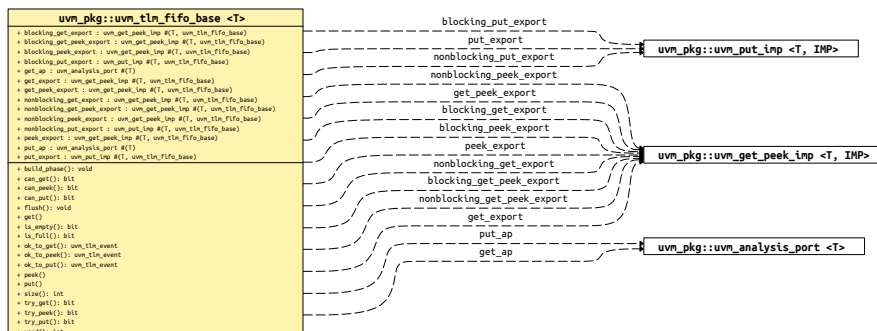 uvm_pkg::uvm_tlm_fifo_base <T>
+ blocking_get_export : uvm_get_peek_imp #(T, uvm_tlm_fifo_base)
+ blocking_get_peek_export : uvm_get_peek_imp #(T, uvm_tlm_fifo_base)
+ blocking_peek_export : uvm_get_peek_imp #(T, uvm_tlm_fifo_base)
+ blocking_put_export : uvm_put_imp #(T, uvm_tlm_fifo_base)
+ get_ap : uvm_analysis_port #(T)
+ get_export : uvm_get_peek_imp #(T, uvm_tlm_fifo_base)
+ get_peek_export : uvm_get_peek_imp #(T, uvm_tlm_fifo_base)
+ nonblocking_get_export : uvm_get_peek_imp #(T, uvm_tlm_fifo_base)
+ nonblocking_get_peek_export : uvm_get_peek_imp #(T, uvm_tlm_fifo_base)
+ nonblocking_peek_export : uvm_get_peek_imp #(T, uvm_tlm_fifo_base)
+ nonblocking_put_export : uvm_put_imp #(T, uvm_tlm_fifo_base)
+ peek_export : uvm_get_peek_imp #(T, uvm_tlm_fifo_base)
+ put_ap : uvm_analysis_port #(T)
+ put_export : uvm_put_imp #(T, uvm_tlm_fifo_base)
+ build_phase(): void
+ can_get(): bit
+ can_peek(): bit
+ can_put(): bit
+ flush(): void
+ get()
+ is_empty(): bit
+ is_full(): bit
+ ok_to_get(): uvm_tlm_event
+ ok_to_peek(): uvm_tlm_event
+ ok_to_put(): uvm_tlm_event
+ peek()
+ put()
+ size(): int
+ try_get(): bit
+ try_peek(): bit
+ try_put(): bit
blocking_put_export
put_export
nonblocking_put_export
nonblocking_peek_export
get_peek_export
blocking_get_export
blocking_peek_export
peek_export
nonblocking_get_export
blocking_get_peek_export
nonblocking_get_peek_export
get_export
put_ap
get_ap
uvm_pkg::uvm_put_imp <T, IMP>
uvm_pkg::uvm_get_peek_imp <T, IMP>
uvm_pkg::uvm_analysis_port <T>